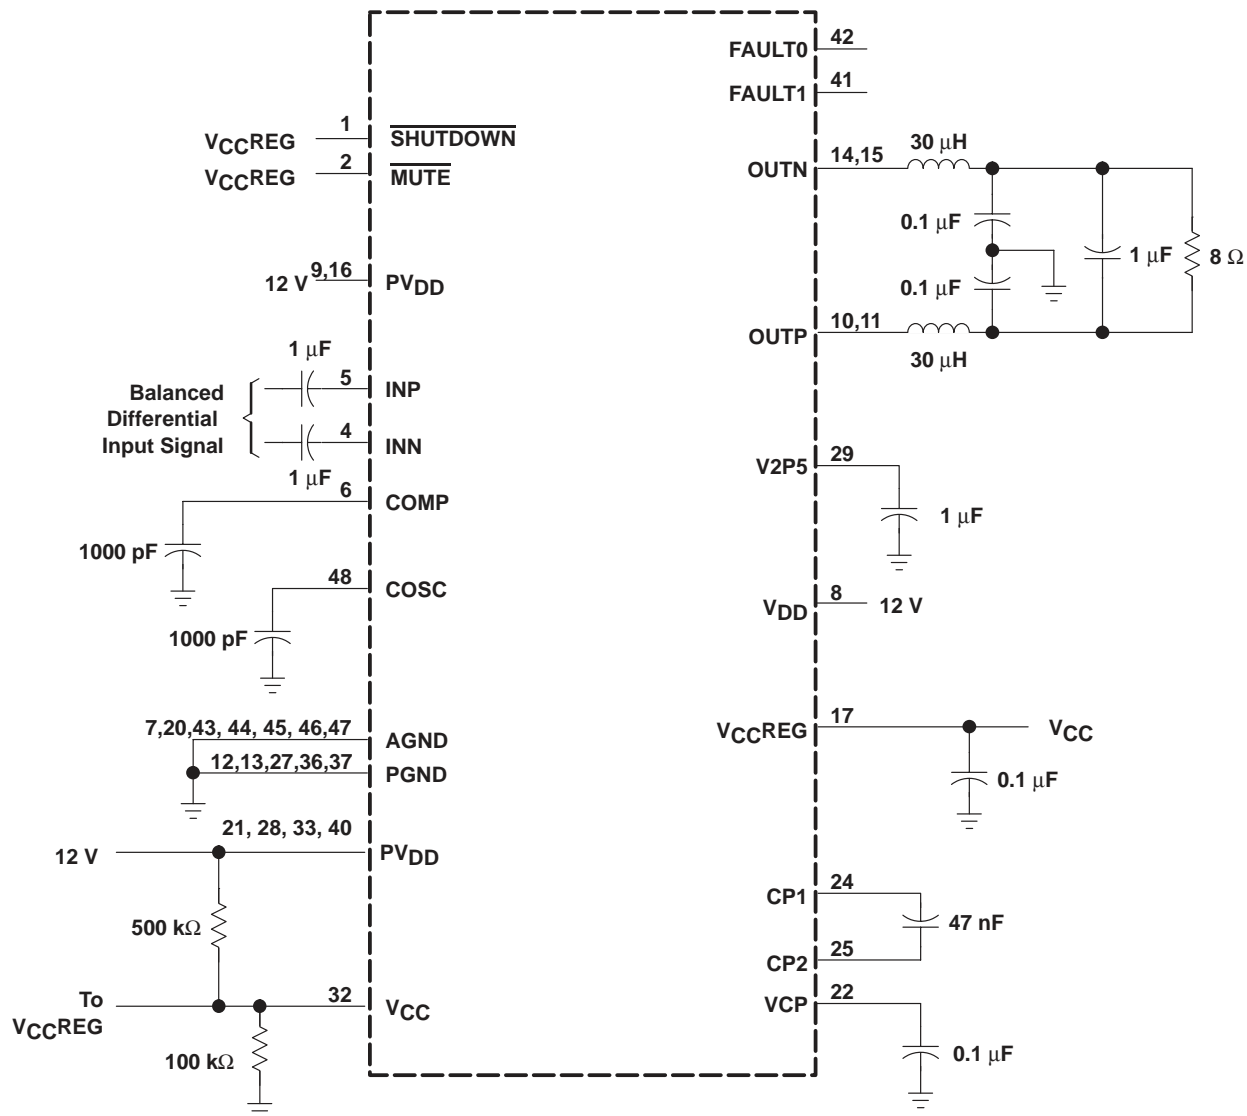 FAULT0 42
FAULT1 41
VCCREG 1 SHUTDOWN
VCCREG 2 MUTE
OUTN 14,15 30 μH
0.1 μF
1 μF 8 Ω
0.1 μF
OUTP 10,11
30 μH
12 V 9,16 PVDD
1 μF
5 INP
Balanced
Differential
Input Signal
4 INN
1 μF
6 COMP
1000 pF
48 COSC
1000 pF
V2P5 29
1 μF
VDD 8 12 V
7,20,43, 44, 45, 46,47 AGND
12,13,27,36,37 PGND
VCCREG 17 VCC
0.1 μF
21, 28, 33, 40
12 V PVDD
500 kΩ
CP1 24
47 nF
CP2 25
To
VCCREG
32 VCC
100 kΩ
VCP 22
0.1 μF